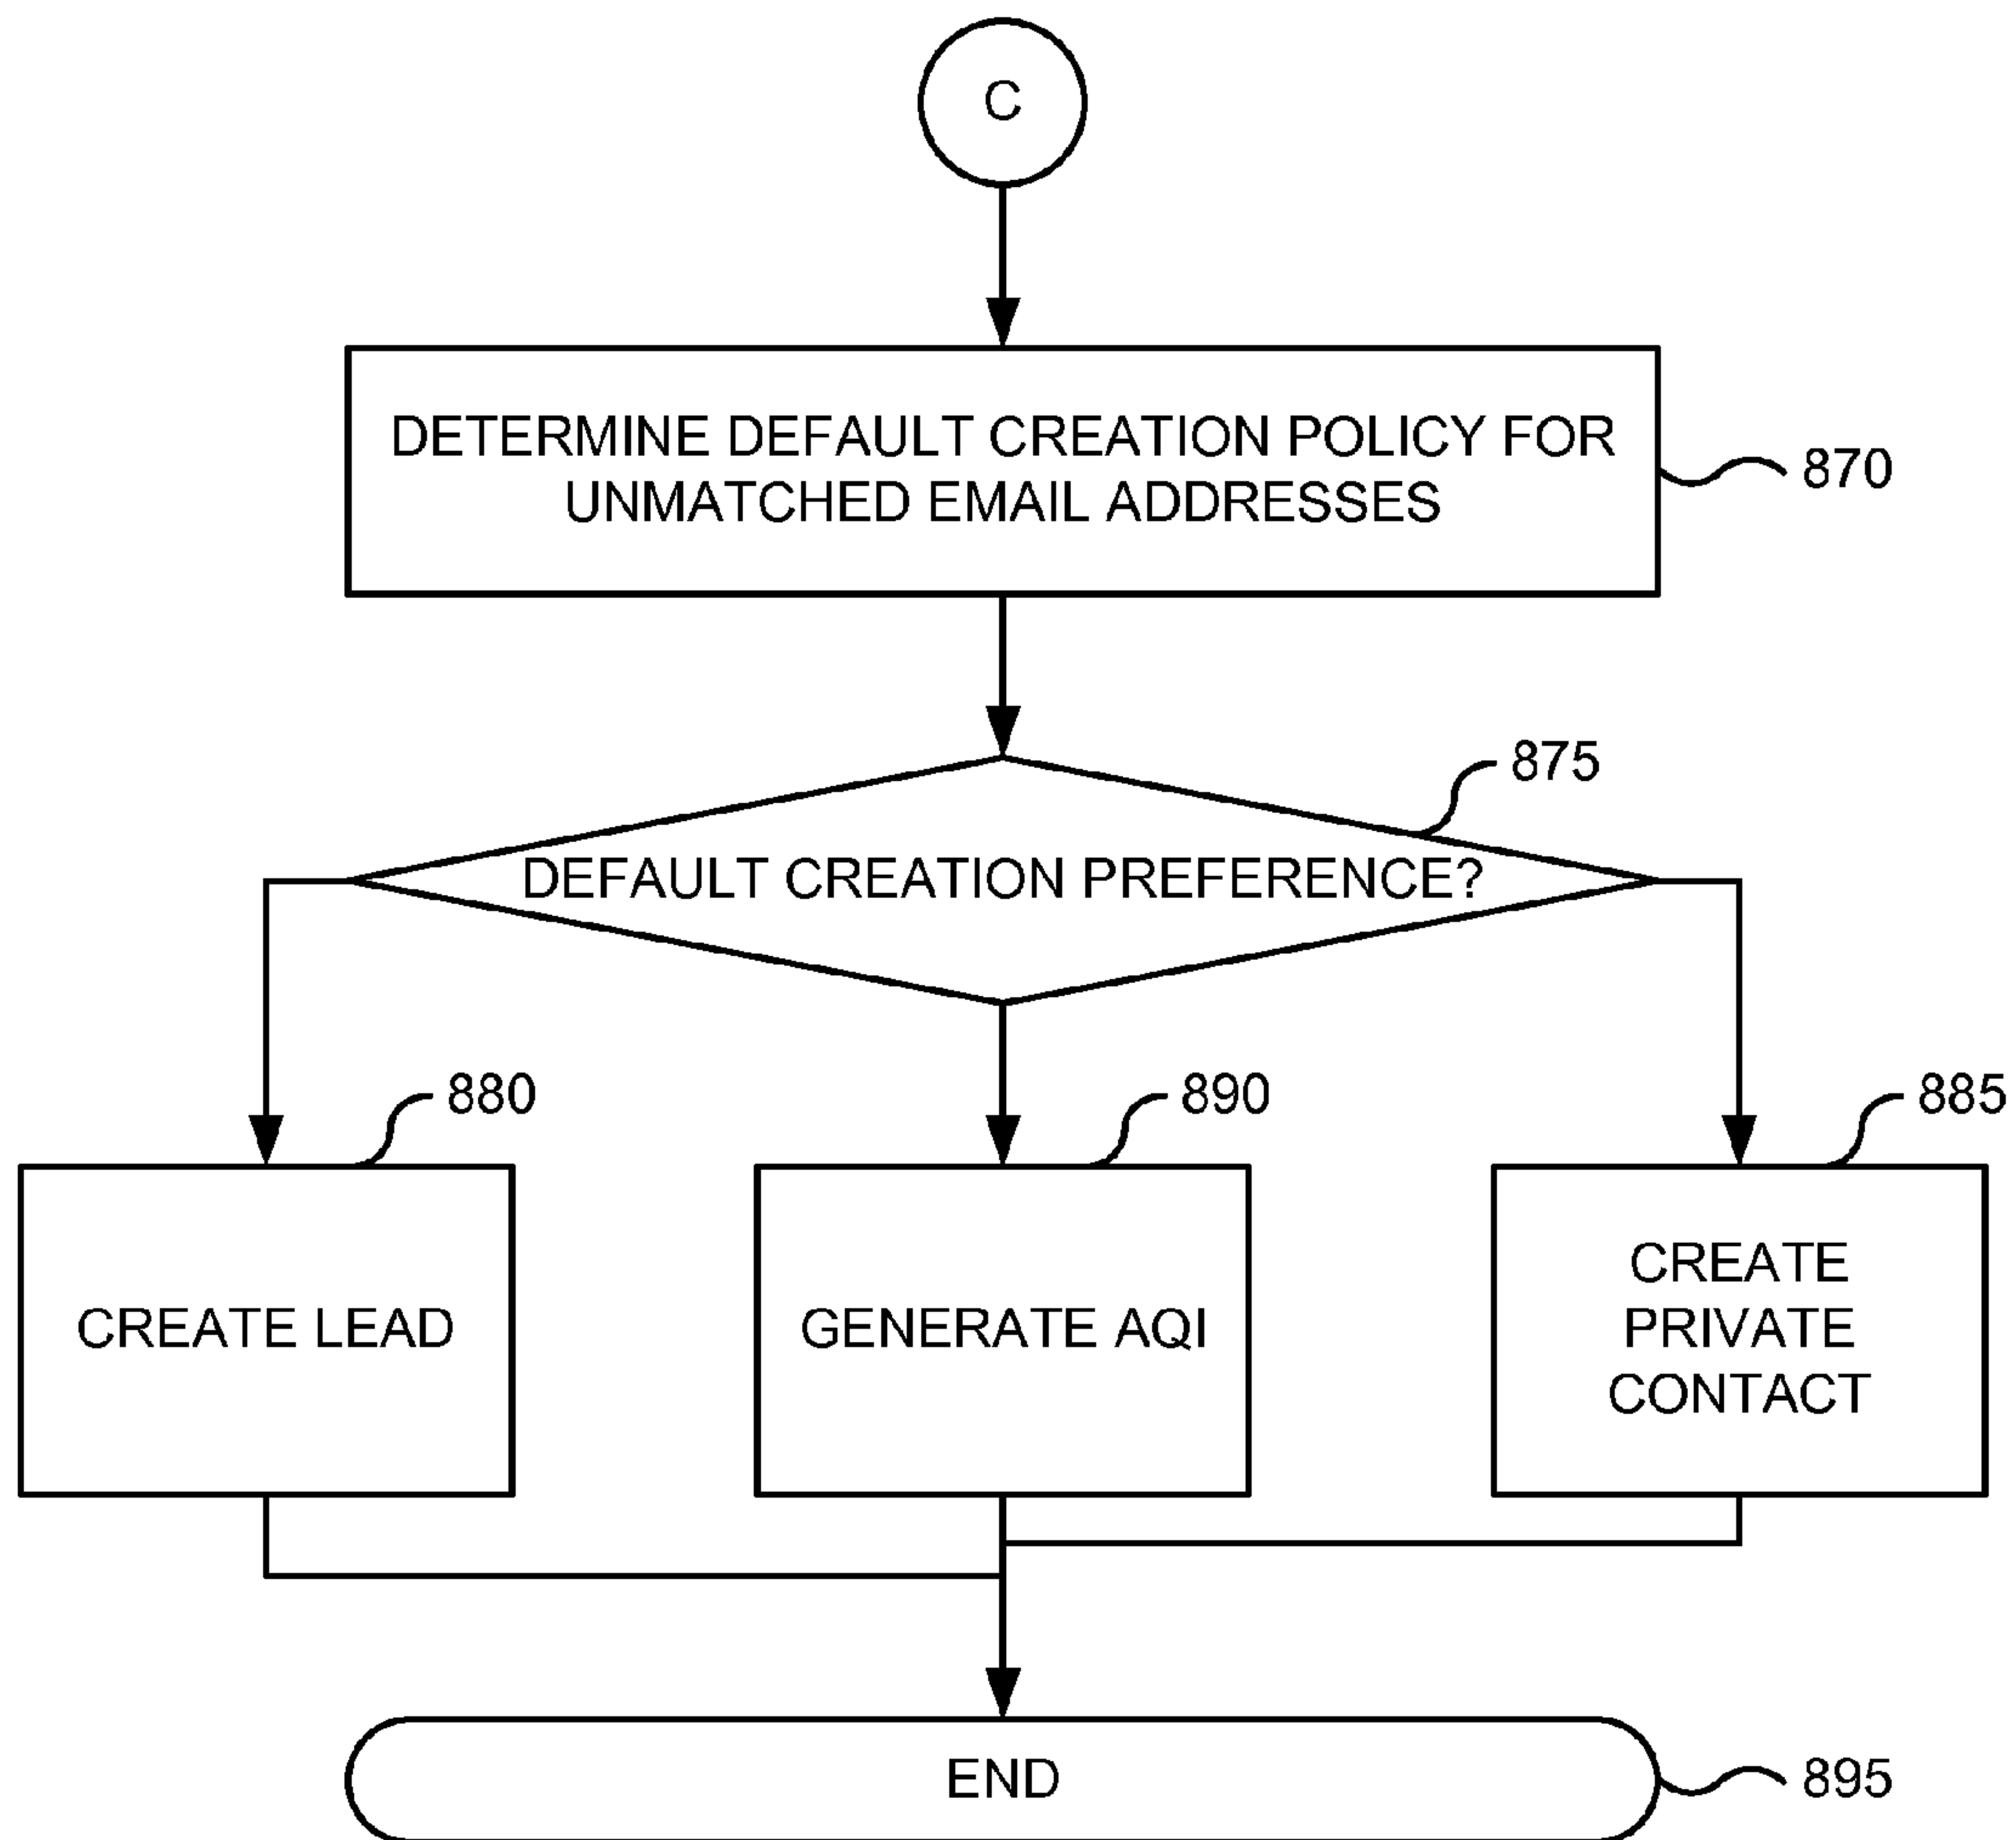 C
DETERMINE DEFAULT CREATION POLICY FOR
UNMATCHED EMAIL ADDRESSES
870
875
DEFAULT CREATION PREFERENCE?
880
890
885
CREATE LEAD
GENERATE AQI
CREATE
PRIVATE
CONTACT
END
895